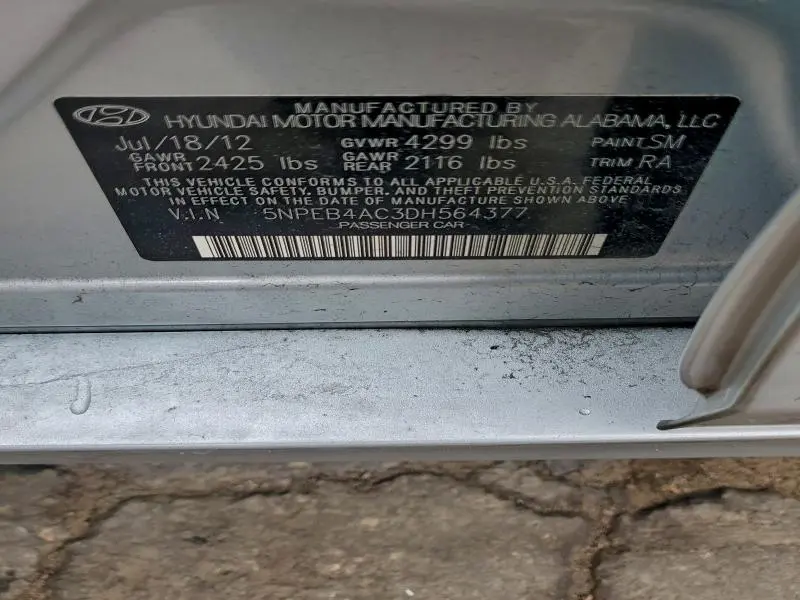 MANUFACTURED BY
HYUNDAI MOTOR MANUFACTURING ALABAMA, LLC
Jul/18/12 GVWR 4299 lbs PAINT SM
GAWR FRONT 2425 lbs GAWR REAR 2116 lbs TRIM RA
THIS VEHICLE CONFORMS TO ALL APPLICABLE U.S.A. FEDERAL
MOTOR VEHICLE SAFETY, BUMPER, AND THEFT PREVENTION STANDARDS
IN EFFECT ON THE DATE OF MANUFACTURE SHOWN ABOVE.
V.I.N 5NPEB4AC3DH564377
PASSENGER CAR